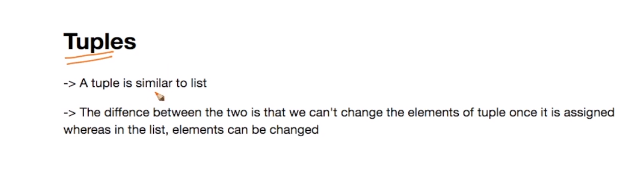 Tuples
-> A tuple is similar to list
-> The diffence between the two is that we can't change the elements of tuple once it is assigned
whereas in the list, elements can be changed